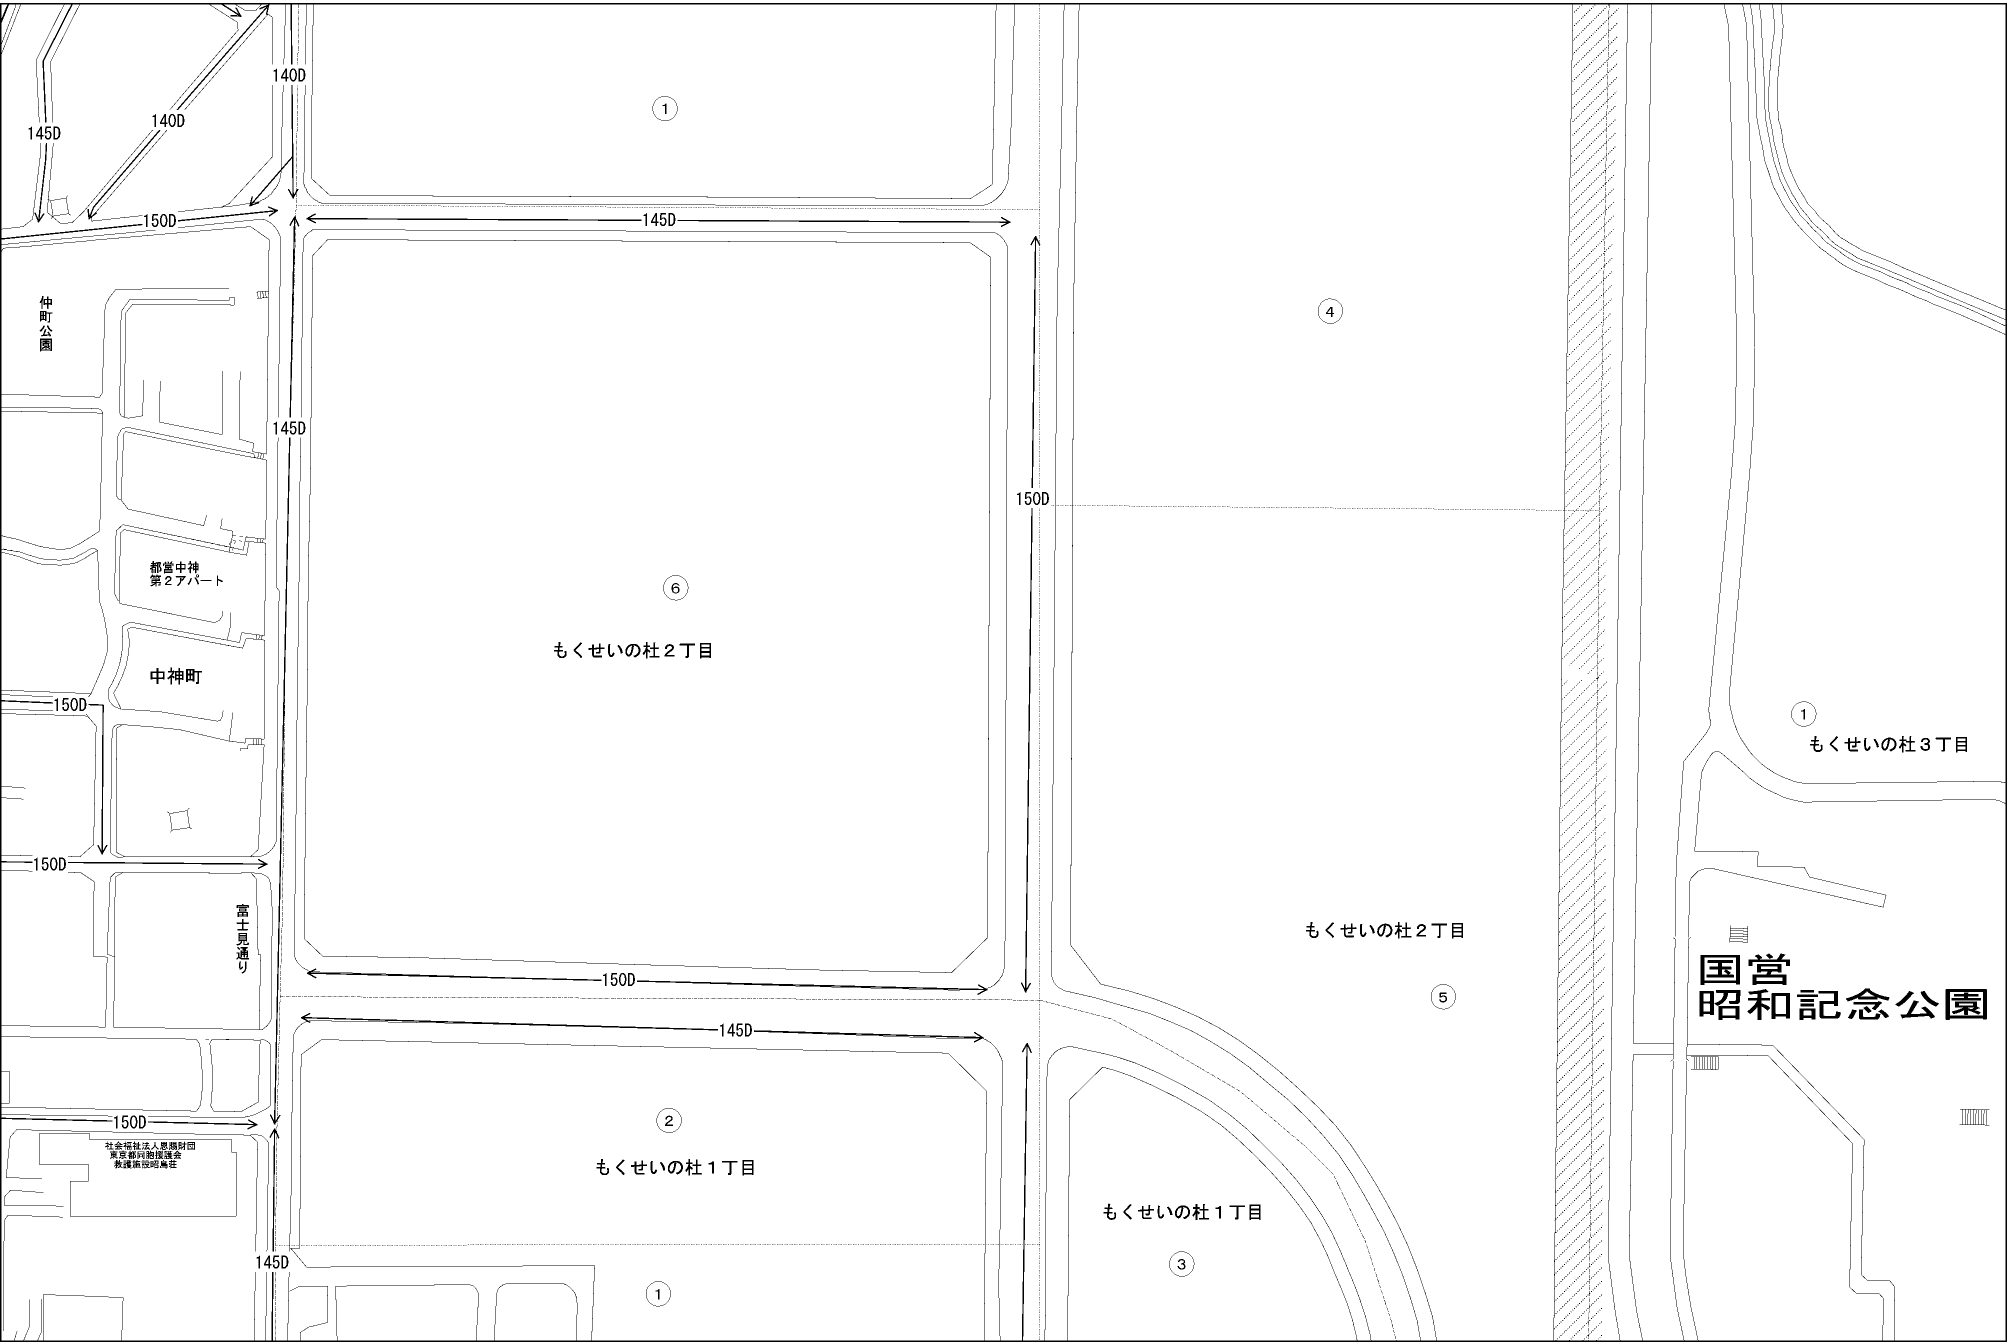 140D
①
140D
145D
150D
145D
仲町公園
④
145D
150D
都営中神
第2アパート
⑥
もくせいの杜2丁目
中神町
150D
①
もくせいの杜3丁目
150D
富士見通り
もくせいの杜2丁目
国営
昭和記念公園
150D
⑤
145D
②
150D
社会福祉法人恩賜財団
東京都同胞援護会
救護施設昭島荘
もくせいの杜1丁目
もくせいの杜1丁目
145D
③
①